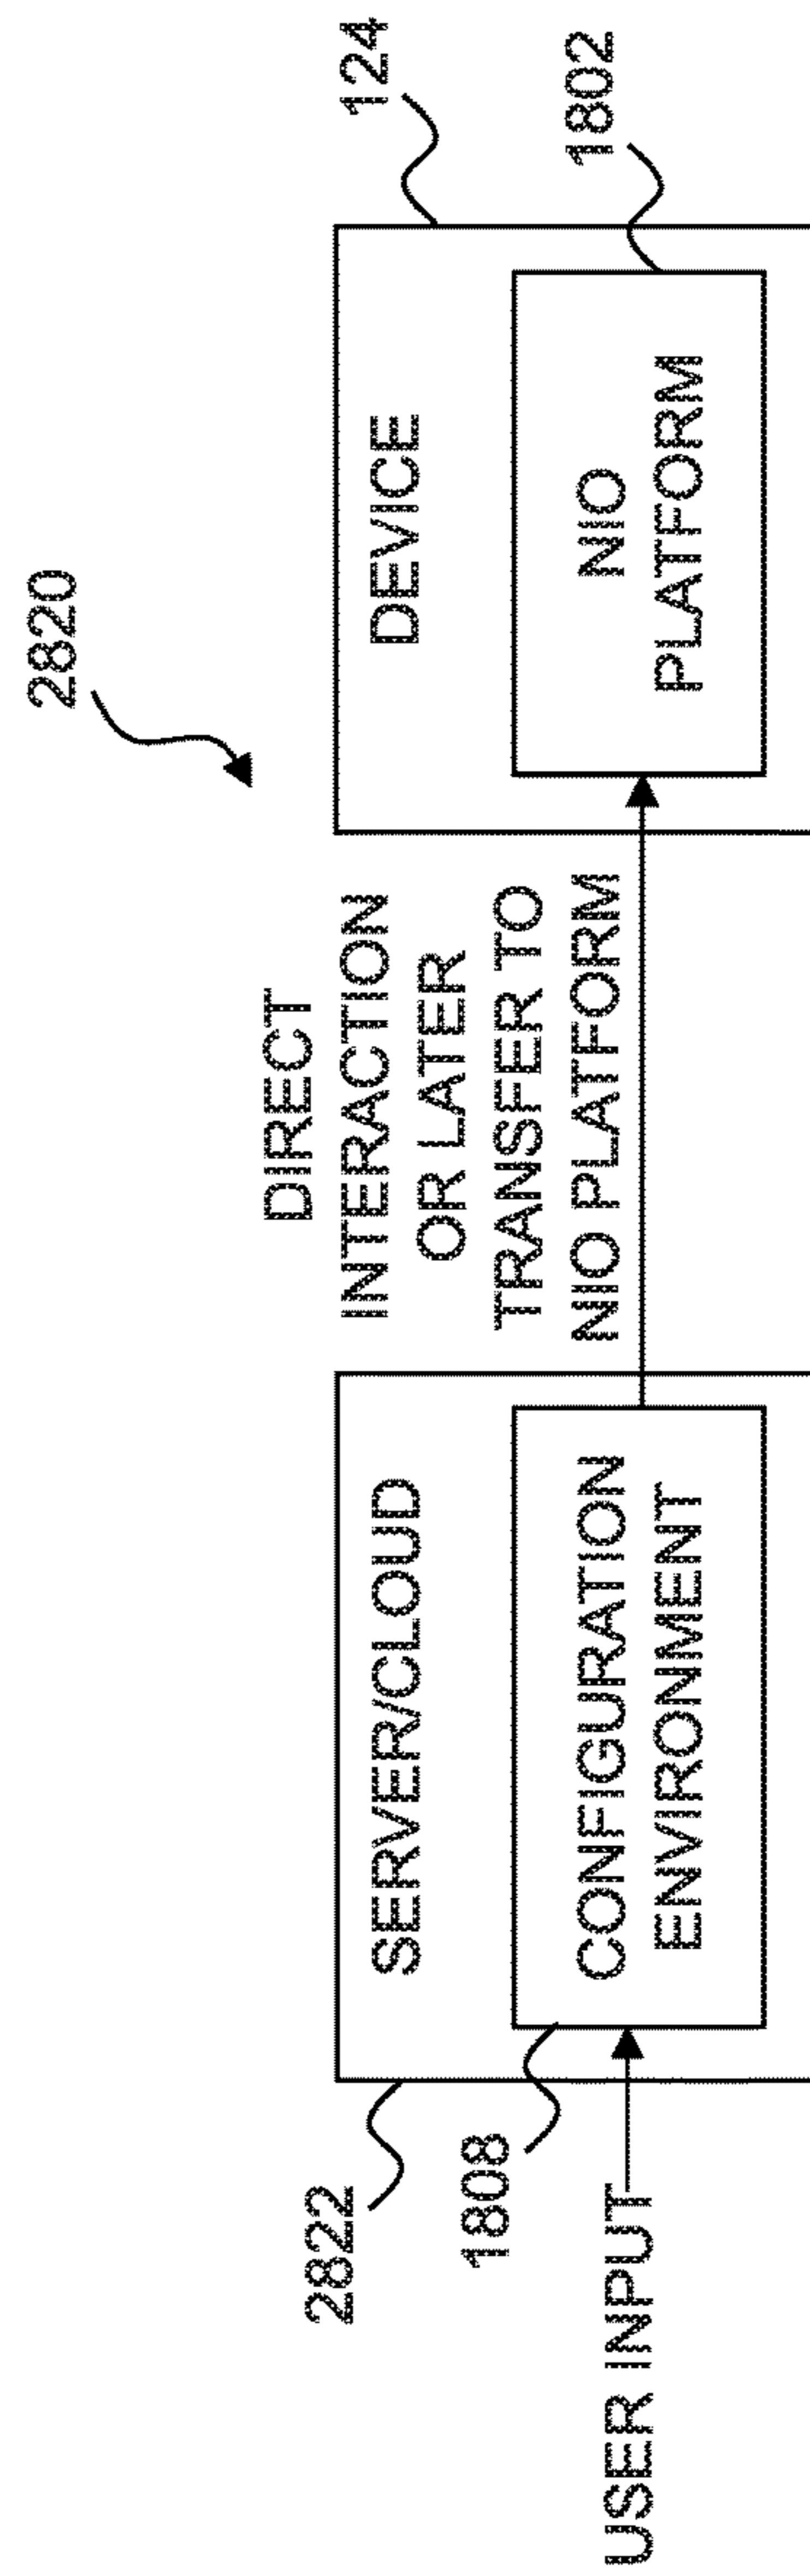 2820
DIRECT
INTERACTION
OR LATER
TRANSFER TO
NIO PLATFORM
2822
SERVER/CLOUD
DEVICE
124
1808
CONFIGURATION
ENVIRONMENT
NIO
PLATFORM
1802
USER INPUT